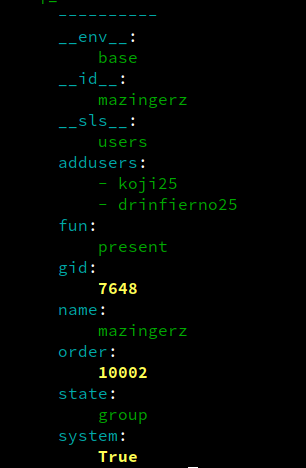 ----------
__env__:
base
__id__:
mazingerz
__sls__:
users
addusers:
- koji25
- drinfierno25
fun:
present
gid:
7648
name:
mazingerz
order:
10002
state:
group
system:
True